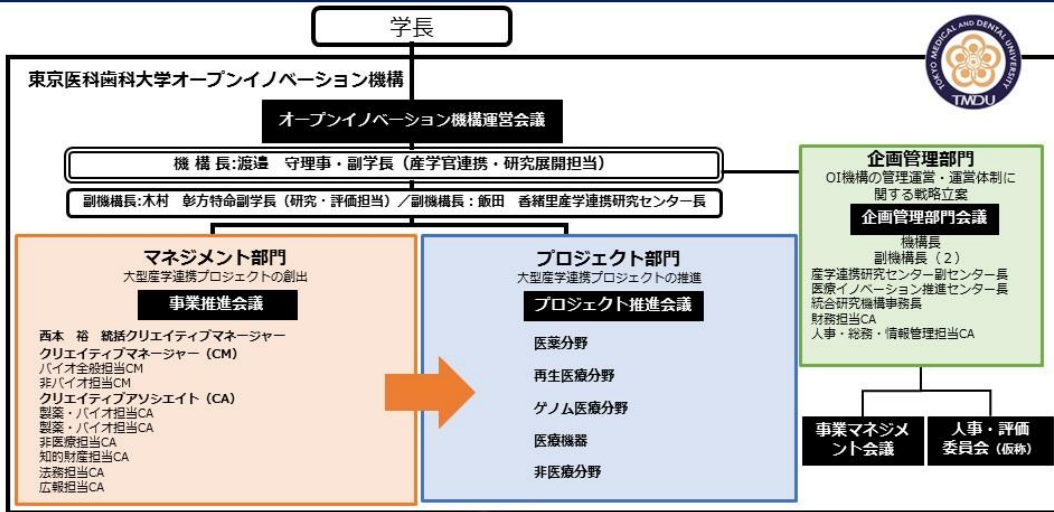 学長
TOKYO MEDICAL AND DENTAL UNIVERSITY
TMDU
東京医科歯科大学オープンイノベーション機構
オープンイノベーション機構運営会議
機 構 長:渡邉　守理事・副学長（産学官連携・研究展開担当）
副機構長:木村　彰方特命副学長（研究・評価担当）／副機構長：飯田　香緒里産学連携研究センター長
マネジメント部門
大型産学連携プロジェクトの創出
事業推進会議
西本　裕　統括クリエイティブマネージャー
クリエイティブマネージャー（CM）
バイオ全般担当CM
非バイオ担当CM
クリエイティブアソシエイト（CA）
製薬・バイオ担当CA
製薬・バイオ担当CA
非医療担当CA
知的財産担当CA
法務担当CA
広報担当CA
プロジェクト部門
大型産学連携プロジェクトの推進
プロジェクト推進会議
医薬分野
再生医療分野
ゲノム医療分野
医療機器
非医療分野
企画管理部門
OI機構の管理運営・運営体制に
関する戦略立案
企画管理部門会議
機構長
副機構長（2）
産学連携研究センター副センター長
医療イノベーション推進センター長
統合研究機構事務長
財務担当CA
人事・総務・情報管理担当CA
事業マネジメ
ント会議
人事・評価
委員会（仮称）